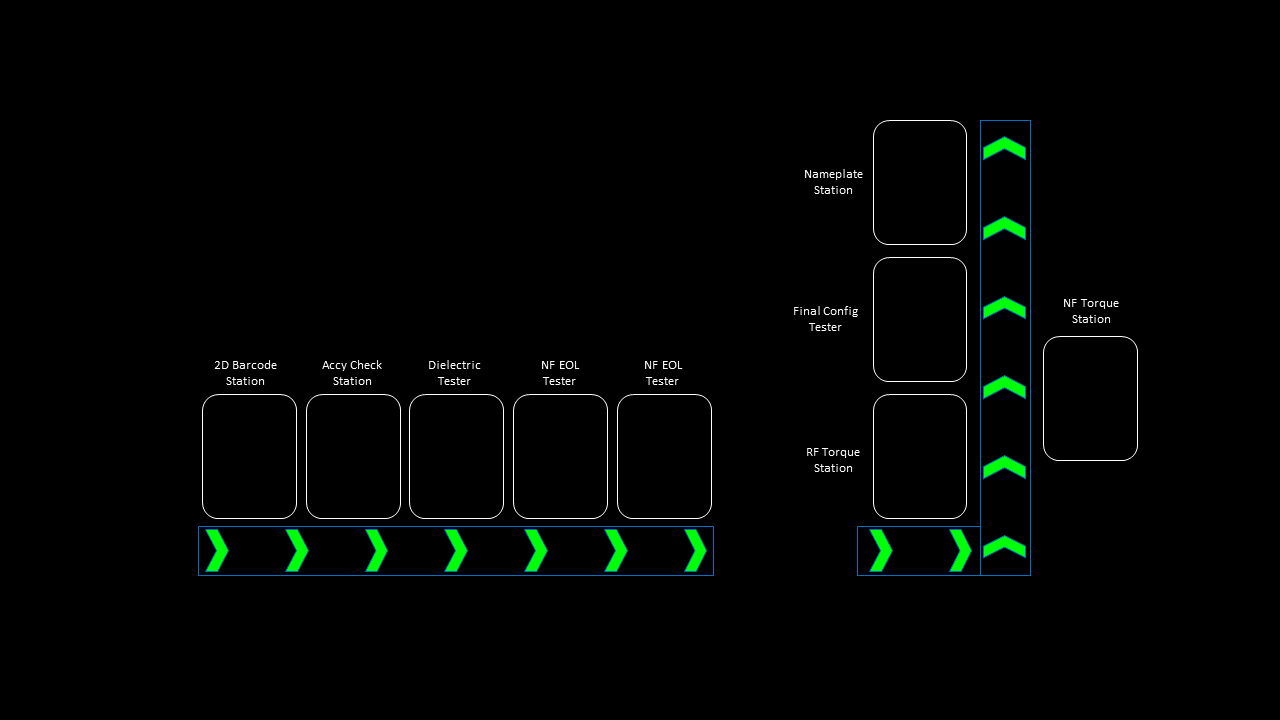 Nameplate
Station
NF Torque
Station
Final Config
Tester
2D Barcode
Station
Accy Check
Station
Dielectric
Tester
NF EOL
Tester
NF EOL
Tester
RF Torque
Station